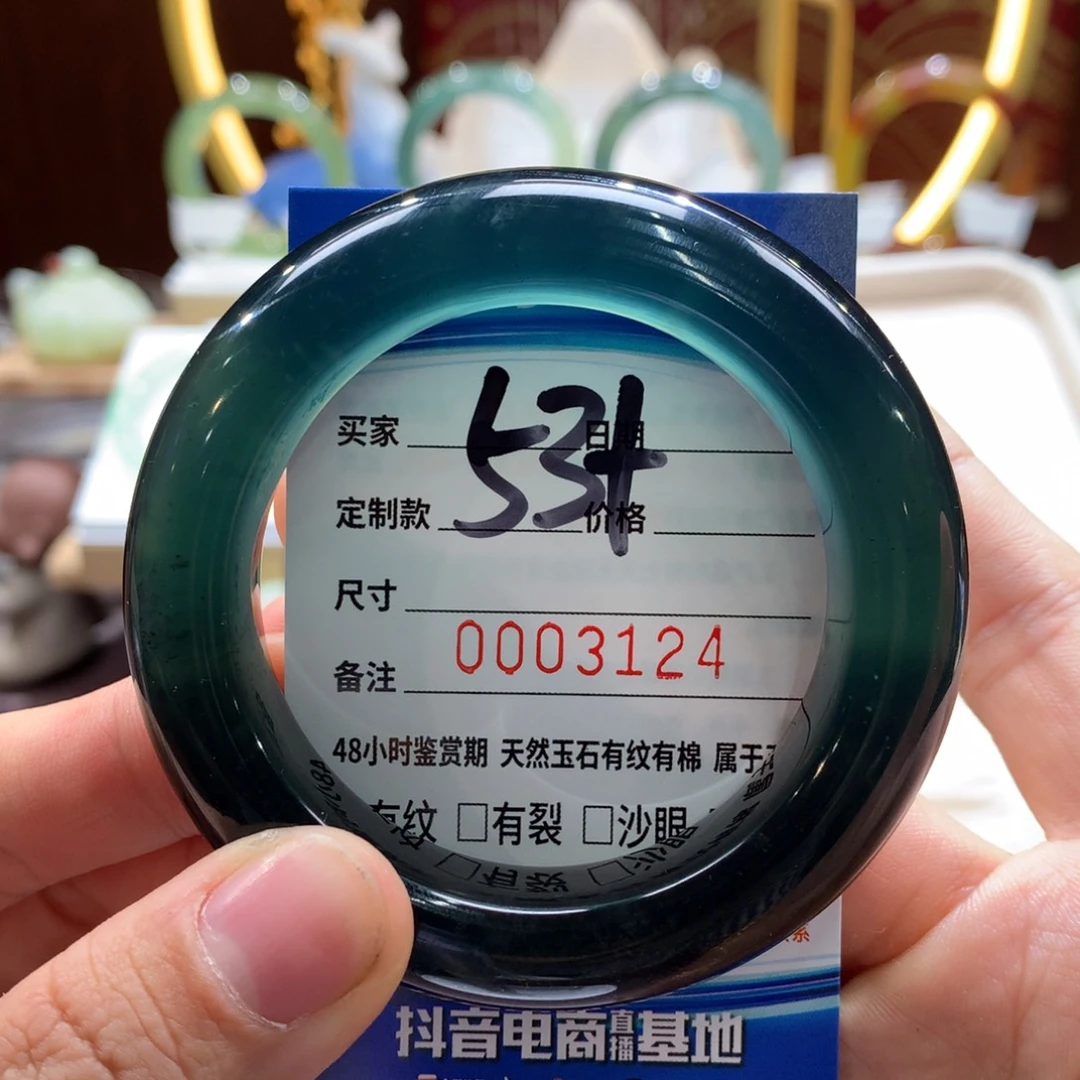 53+
买家 日期
定制款 价格
尺寸
0003124
备注
48小时鉴赏期 天然玉石有纹有棉 属于
有纹 □有裂 □沙眼
抖音电商直播基地